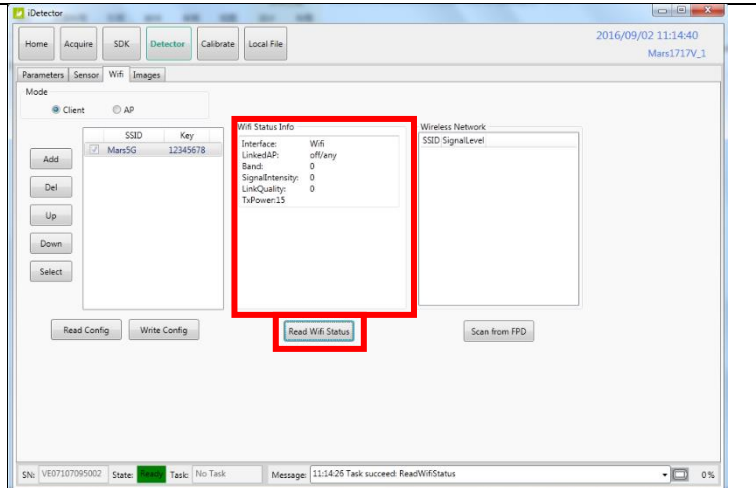 iDetector
Home Acquire SDK Detector Calibrate Local File
2016/09/02 11:14:40
Mars1717V_1
Parameters Sensor Wifi Images
Mode
Client AP
SSID Key
Mars5G 12345678
Add
Del
Up
Down
Select
Read Config Write Config
Wifi Status Info
Interface: Wifi
LinkedAP: off/any
Band: 0
SignalIntensity: 0
LinkQuality: 0
TxPower:15
Read Wifi Status
Wireless Network
SSID SignalLevel
Scan from FPD
SN: VE07107095002 State: Ready Task: No Task Message: 11:14:26 Task succeed: ReadWifiStatus 0%